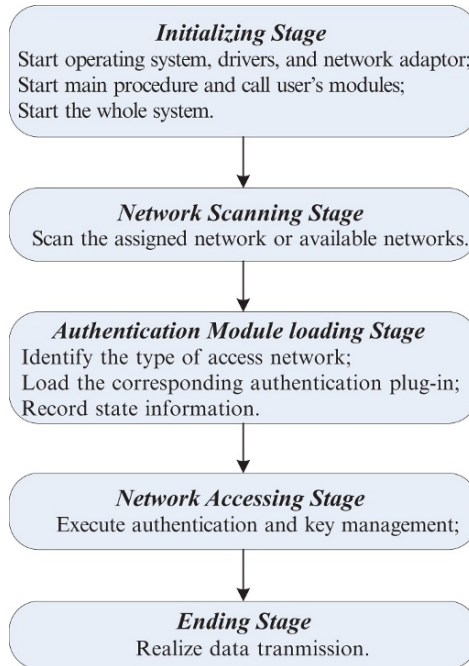 Initializing Stage
Start operating system, drivers, and network adaptor;
Start main procedure and call user's modules;
Start the whole system.
Network Scanning Stage
Scan the assigned network or available networks.
Authentication Module loading Stage
Identify the type of access network;
Load the corresponding authentication plug-in;
Record state information.
Network Accessing Stage
Execute authentication and key management;
Ending Stage
Realize data tranmission.